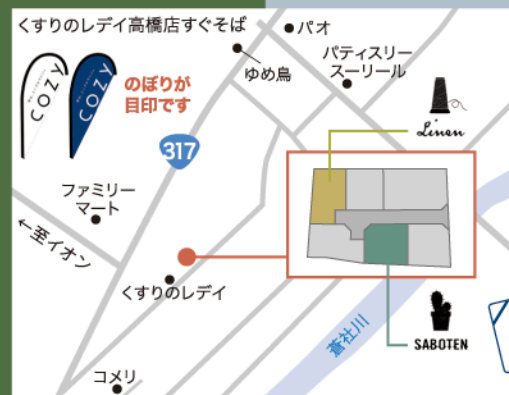 くすりのレデイ高橋店すぐそば
パオ
ゆめ鳥
パティスリー
スーリール
COZY
COZY
のぼりが
目印です
Linen
317
ファミリー
マート
←至イオン
くすりのレデイ
蒼社川
SABOTEN
コメリ